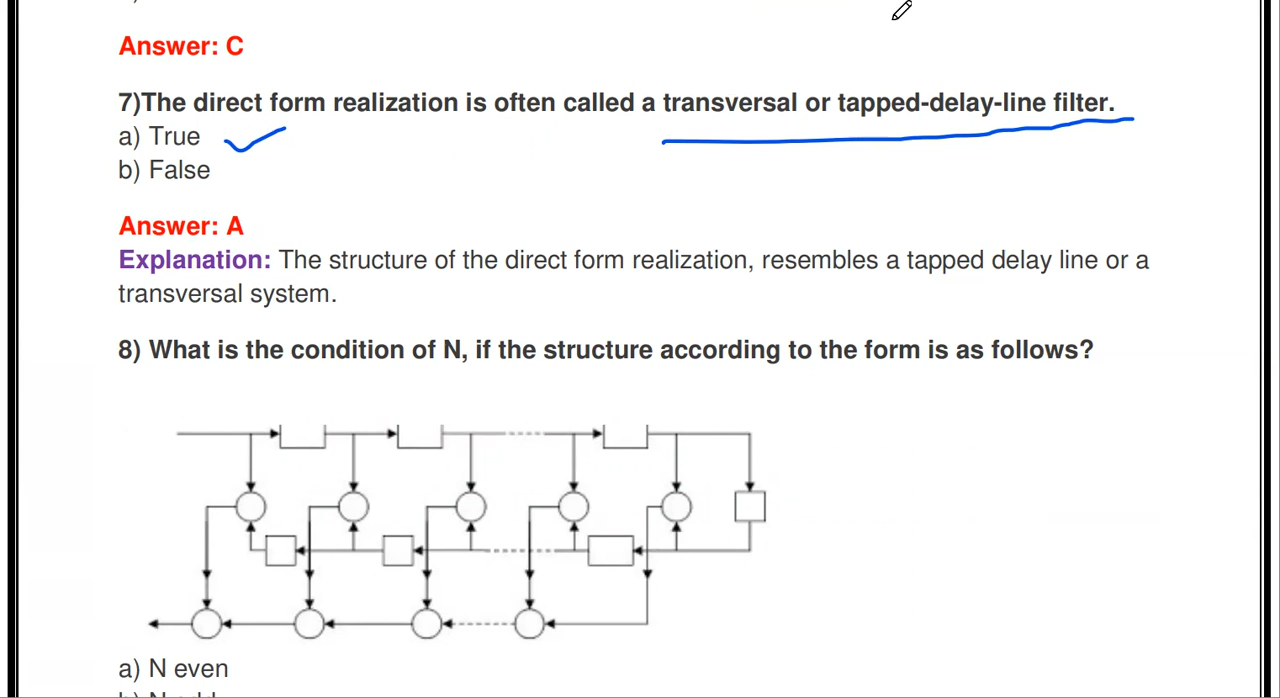 Answer: C
7)The direct form realization is often called a transversal or tapped-delay-line filter.
a) True
b) False
Answer: A
Explanation: The structure of the direct form realization, resembles a tapped delay line or a
transversal system.
8) What is the condition of N, if the structure according to the form is as follows?
a) N even